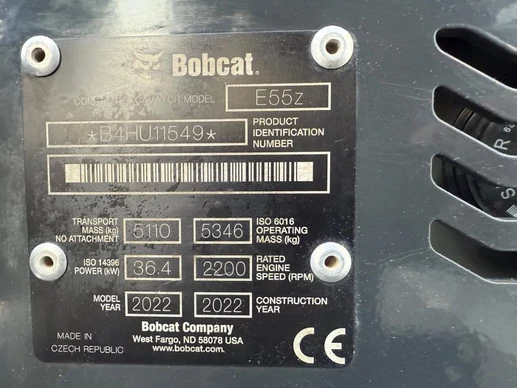 Bobcat.
COMPACT EXCAVATOR MODEL E55z
*B4HU11549* PRODUCT IDENTIFICATION NUMBER
TRANSPORT MASS (kg) NO ATTACHMENT 5110 5346 ISO 6016 OPERATING MASS (kg)
ISO 14396 POWER (kW) 36.4 2200 RATED ENGINE SPEED (RPM)
MODEL YEAR 2022 2022 CONSTRUCTION YEAR
Bobcat Company
West Fargo, ND 58078 USA
www.bobcat.com
MADE IN
CZECH REPUBLIC
CE